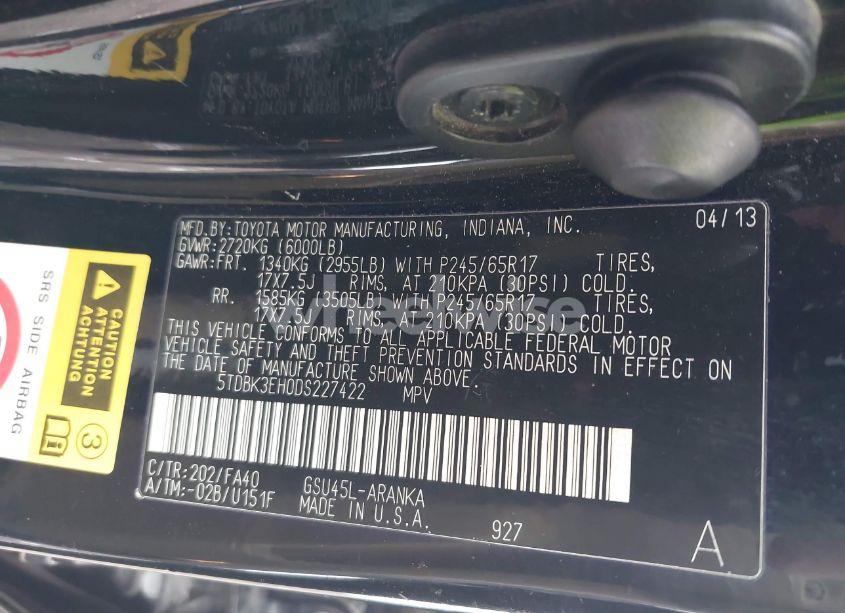 MFD.BY:TOYOTA MOTOR MANUFACTURING, INDIANA, INC. 04/13
GVWR:2720KG (6000LB)
GAWR:FRT. 1340KG (2955LB) WITH P245/65R17 TIRES,
17X7.5J RIMS, AT 210KPA (30PSI) COLD.
RR. 1585KG (3505LB) WITH P245/65R17 TIRES,
17X7.5J RIMS, AT 210KPA (30PSI) COLD.
THIS VEHICLE CONFORMS TO ALL APPLICABLE FEDERAL MOTOR
VEHICLE SAFETY AND THEFT PREVENTION STANDARDS IN EFFECT ON
THE DATE OF MANUFACTURE SHOWN ABOVE.
5TDBK3EH0DS227422 MPV
C/TR:202/FA40 GSU45L-ARANKA
A/TM:-02B/U151F MADE IN U.S.A.
927
A
SRS SIDE AIRBAG
CAUTION
ATTENTION
3
wheelwise